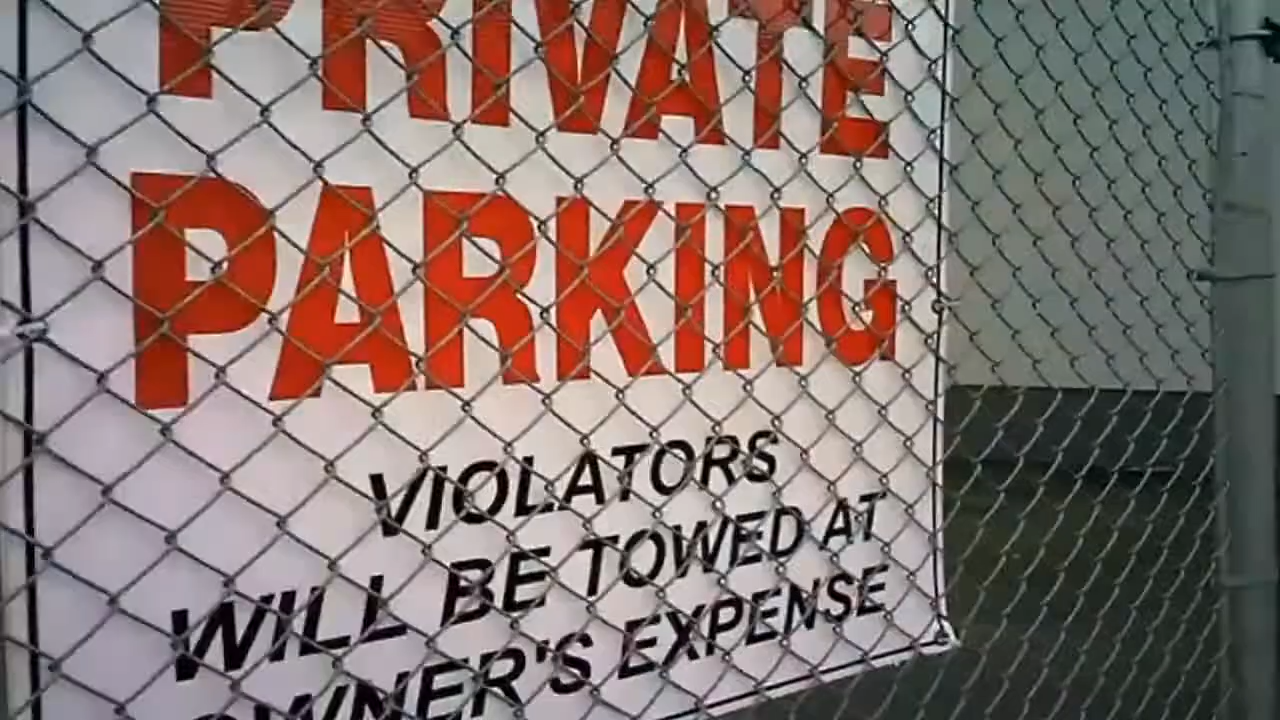 PRIVATE
PARKING
VIOLATORS
WILL BE TOWED AT
OWNER'S EXPENSE